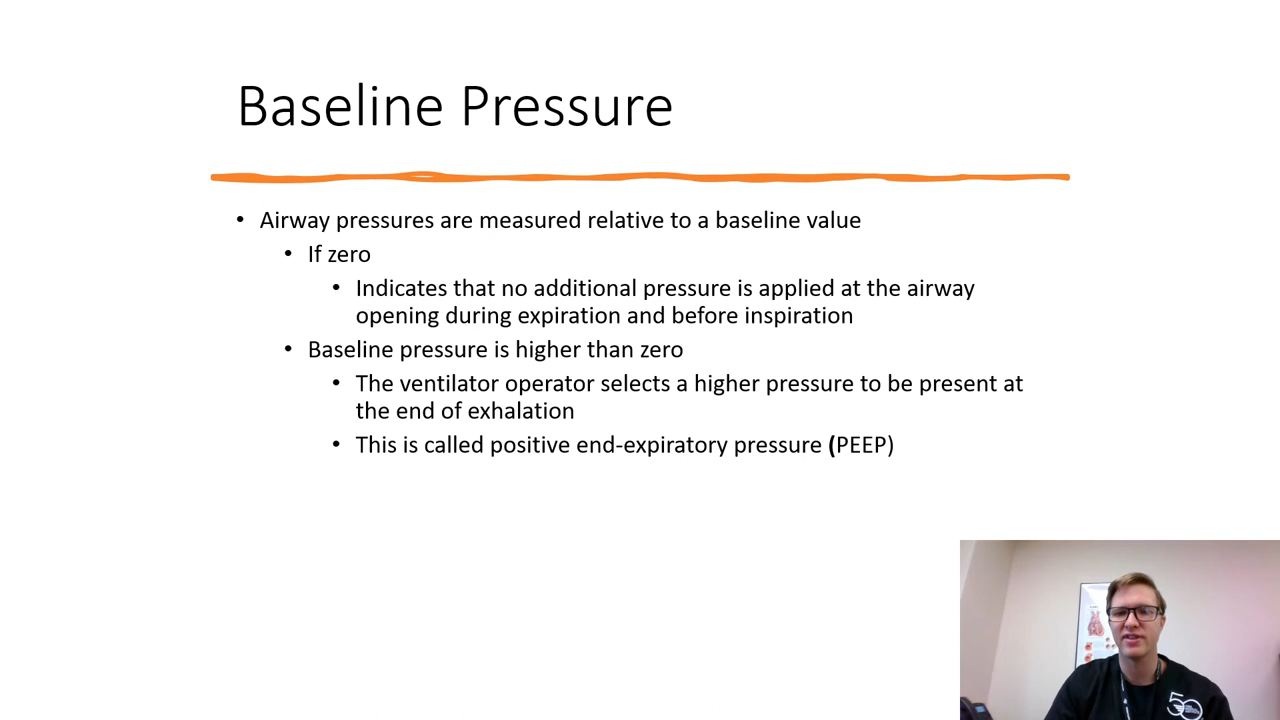 Baseline Pressure
• Airway pressures are measured relative to a baseline value
• If zero
• Indicates that no additional pressure is applied at the airway
opening during expiration and before inspiration
• Baseline pressure is higher than zero
• The ventilator operator selects a higher pressure to be present at
the end of exhalation
• This is called positive end-expiratory pressure (PEEP)
50